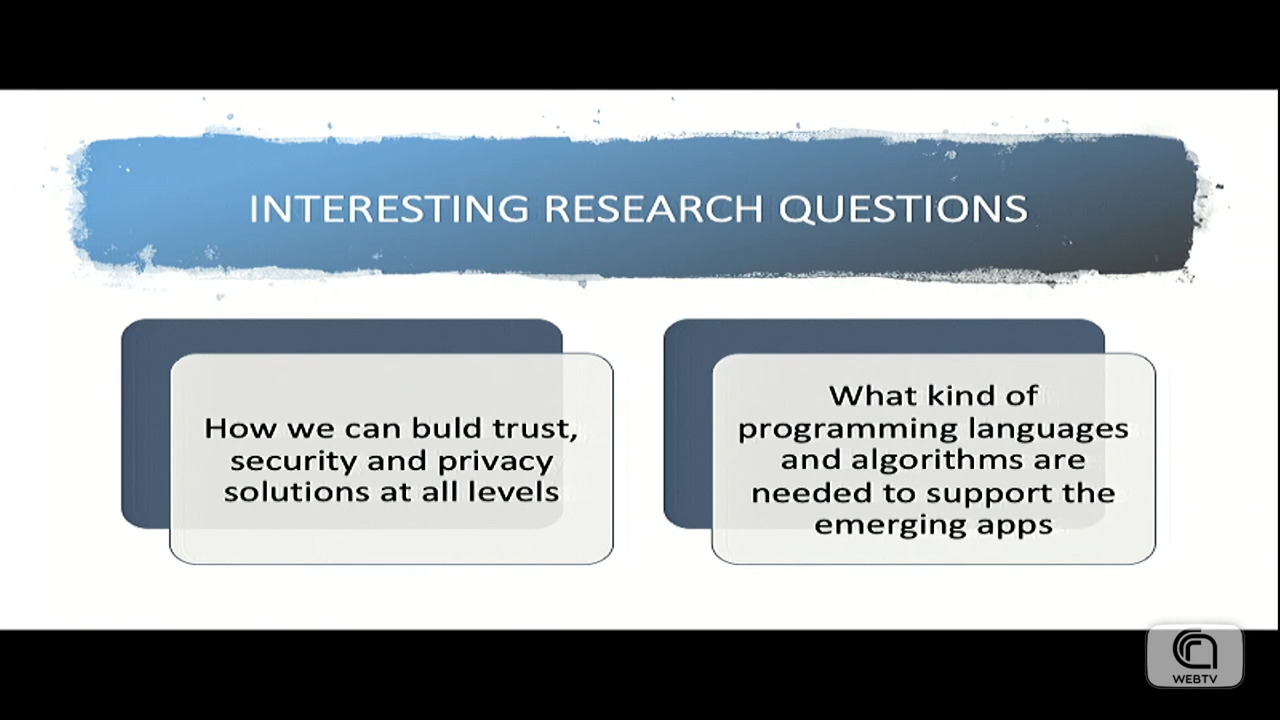 INTERESTING RESEARCH QUESTIONS
How we can buld trust,
security and privacy
solutions at all levels
What kind of
programming languages
and algorithms are
needed to support the
emerging apps
WEBTV